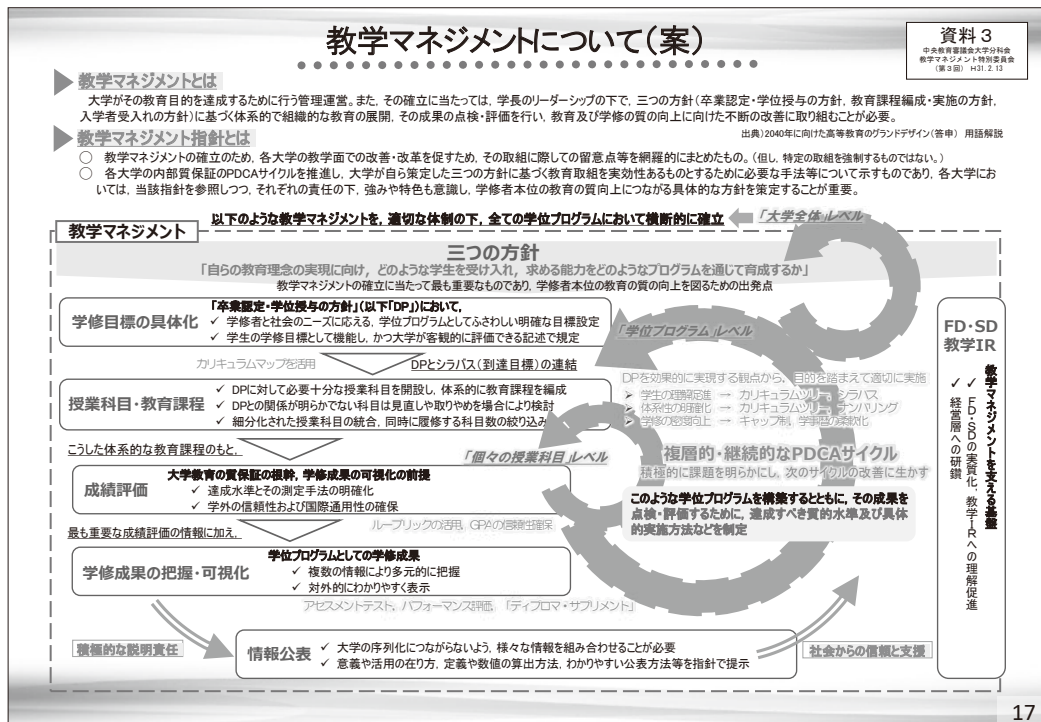 教学マネジメントについて（案）
資料３
中央教育審議会大学分科会
教学マネジメント特別委員会
（第３回） H31.2.13
教学マネジメントとは
大学がその教育目的を達成するために行う管理運営。また、その確立に当たっては、学長のリーダーシップの下で、三つの方針（卒業認定・学位授与の方針、教育課程編成・実施の方針、
入学者受入れの方針）に基づく体系的で組織的な教育の展開、その成果の点検・評価を行い、教育及び学修の質の向上に向けた不断の改善に取り組むことが必要。
出典）2040年に向けた高等教育のグランドデザイン（答申） 用語解説
教学マネジメント指針とは
○ 教学マネジメントの確立のため、各大学の教学面での改善・改革を促すため、その取組に際しての留意点等を網羅的にまとめたもの。（但し、特定の取組を強制するものではない。）
○ 各大学の内部質保証のPDCAサイクルを推進し、大学が自ら策定した三つの方針に基づく教育取組を実効性あるものとするために必要な手法等について示すものであり、各大学にお
いては、当該指針を参照しつつ、それぞれの責任の下、強みや特色も意識し、学修者本位の教育の質向上につながる具体的な方針を策定することが重要。
以下のような教学マネジメントを、適切な体制の下、全ての学位プログラムにおいて横断的に確立
「大学全体」レベル
教学マネジメント
三つの方針
「自らの教育理念の実現に向け、どのような学生を受け入れ、求める能力をどのようなプログラムを通じて育成するか」
教学マネジメントの確立に当たって最も重要なものであり、学修者本位の教育の質の向上を図るための出発点
学修目標の具体化
「卒業認定・学位授与の方針」（以下「DP」）において、
✓ 学修者と社会のニーズに応える、学位プログラムとしてふさわしい明確な目標設定
✓ 学生の学修目標として機能し、かつ大学が客観的に評価できる記述で規定
「学位プログラム」レベル
カリキュラムマップを活用
DPとシラバス（到達目標）の連結
授業科目・教育課程
✓ DPに対して必要十分な授業科目を開設し、体系的に教育課程を編成
✓ DPとの関係が明らかでない科目は見直しや取りやめを場合により検討
✓ 細分化された授業科目の統合、同時に履修する科目数の絞り込み
DPを効果的に実現する観点から、目的を踏まえて適切に実施
➢ 学生の理解促進 → カリキュラムツリー、シラバス
➢ 体系性の明確化 → カリキュラムツリー、ナンバリング
➢ 学修の密度向上 → キャップ制、学事暦の柔軟化
こうした体系的な教育課程のもと、
「個々の授業科目」レベル
複層的・継続的なPDCAサイクル
積極的に課題を明らかにし、次のサイクルの改善に生かす
成績評価
大学教育の質保証の根幹、学修成果の可視化の前提
✓ 達成水準とその測定手法の明確化
✓ 学外の信頼性および国際通用性の確保
このような学位プログラムを構築するとともに、その成果を
点検・評価するために、達成すべき質的水準及び具体
的実施方法などを制定
ルーブリックの活用、GPAの信頼性確保
最も重要な成績評価の情報に加え、
学修成果の把握・可視化
学位プログラムとしての学修成果
✓ 複数の情報により多元的に把握
✓ 対外的にわかりやすく表示
アセスメントテスト、パフォーマンス評価、「ディプロマ・サプリメント」
積極的な説明責任
情報公表
✓ 大学の序列化につながらないよう、様々な情報を組み合わせることが必要
✓ 意義や活用の在り方、定義や数値の算出方法、わかりやすい公表方法等を指針で提示
社会からの信頼と支援
FD・SD
教学IR
教学マネジメントを支える基盤
✓ ＦＤ・ＳＤの実質化、教学ＩＲへの理解促進
✓ 経営層への研鑽
17